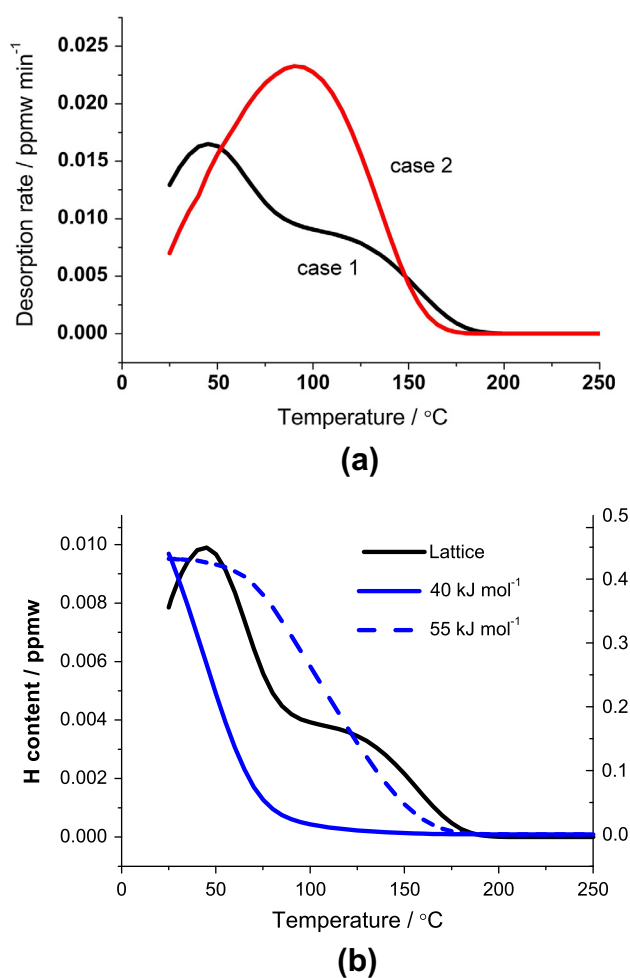 Desorption rate / ppmw min⁻¹
0.025
0.020
0.015
0.010
0.005
0.000
case 2
case 1
0 50 100 150 200 250
Temperature / °C
(a)
H content / ppmw
0.010
0.008
0.006
0.004
0.002
0.000
Lattice
40 kJ mol⁻¹
55 kJ mol⁻¹
0.5
0.4
0.3
0.2
0.1
0.0
0 50 100 150 200 250
Temperature / °C
(b)